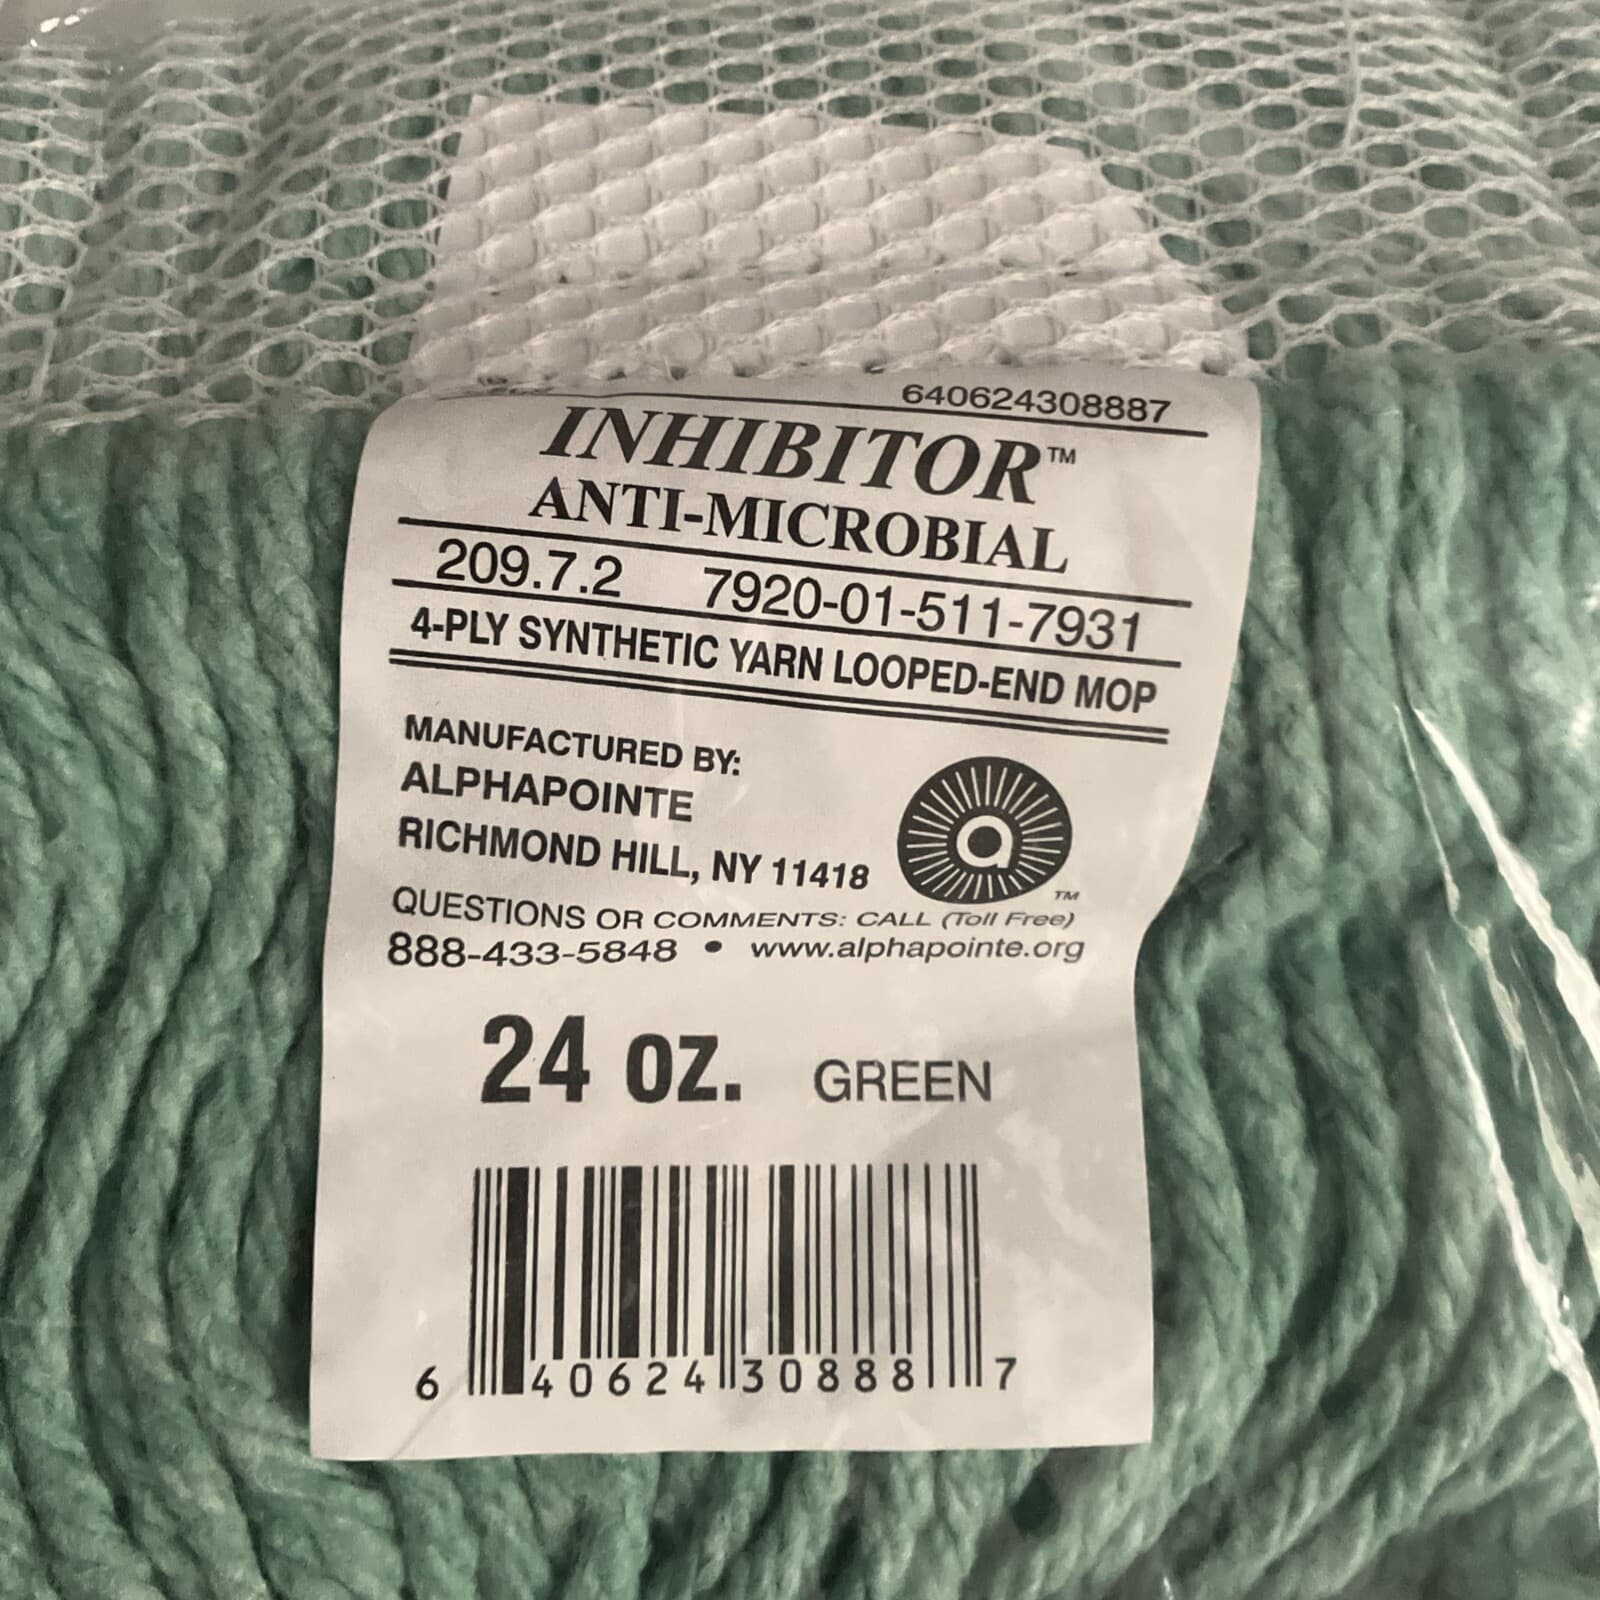 640624308887
INHIBITOR™
ANTI-MICROBIAL
209.7.2 7920-01-511-7931
4-PLY SYNTHETIC YARN LOOPED-END MOP
MANUFACTURED BY:
ALPHAPOINTE
RICHMOND HILL, NY 11418
a ™
QUESTIONS OR COMMENTS: CALL (Toll Free)
888-433-5848 • www.alphapointe.org
24 OZ. GREEN
6 40624 30888 7